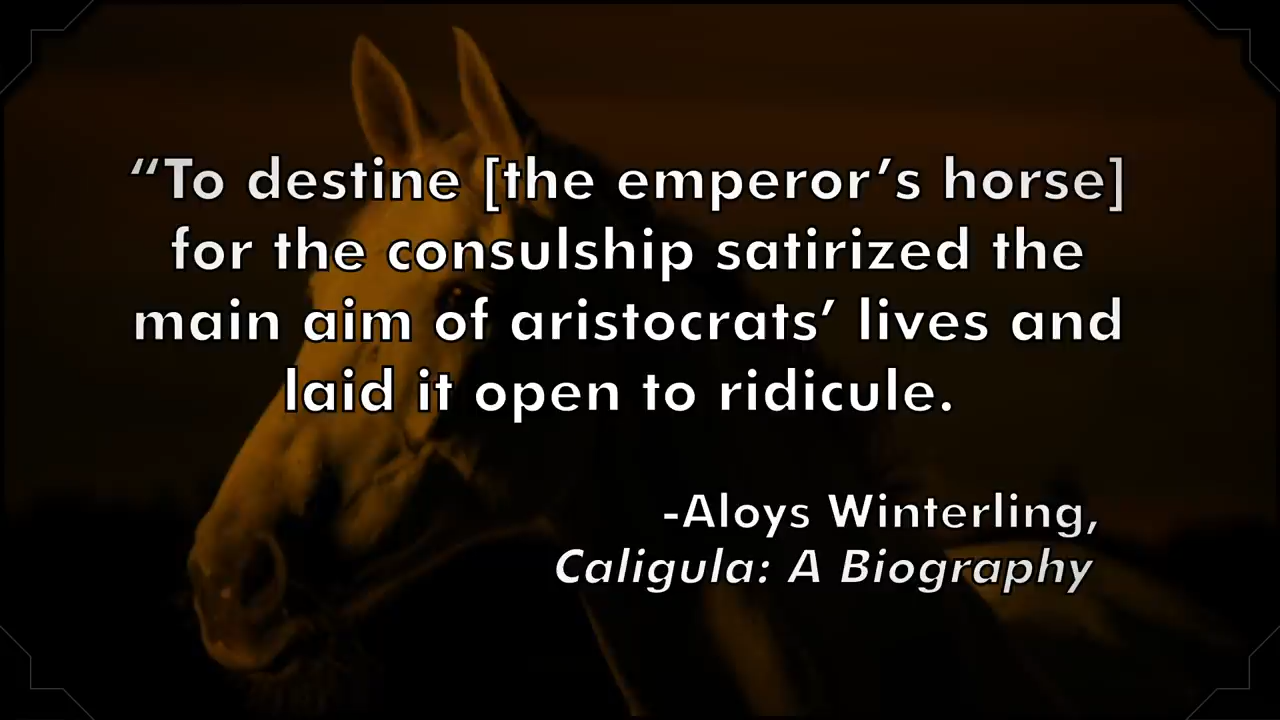 “To destine [the emperor’s horse]
for the consulship satirized the
main aim of aristocrats’ lives and
laid it open to ridicule.
-Aloys Winterling,
Caligula: A Biography